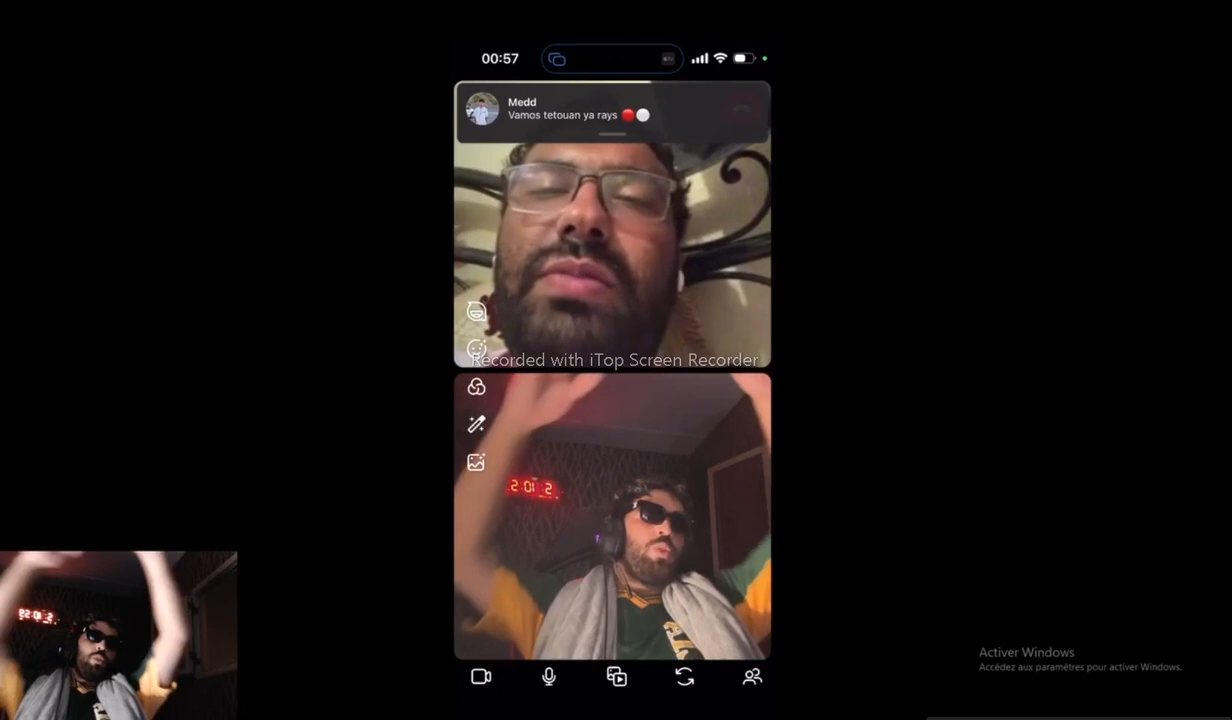 00:57
Medd
Vamos tetouan ya rays 🔴⚪
Recorded with iTop Screen Recorder
Activer Windows
Accédez aux paramètres pour activer Windows.